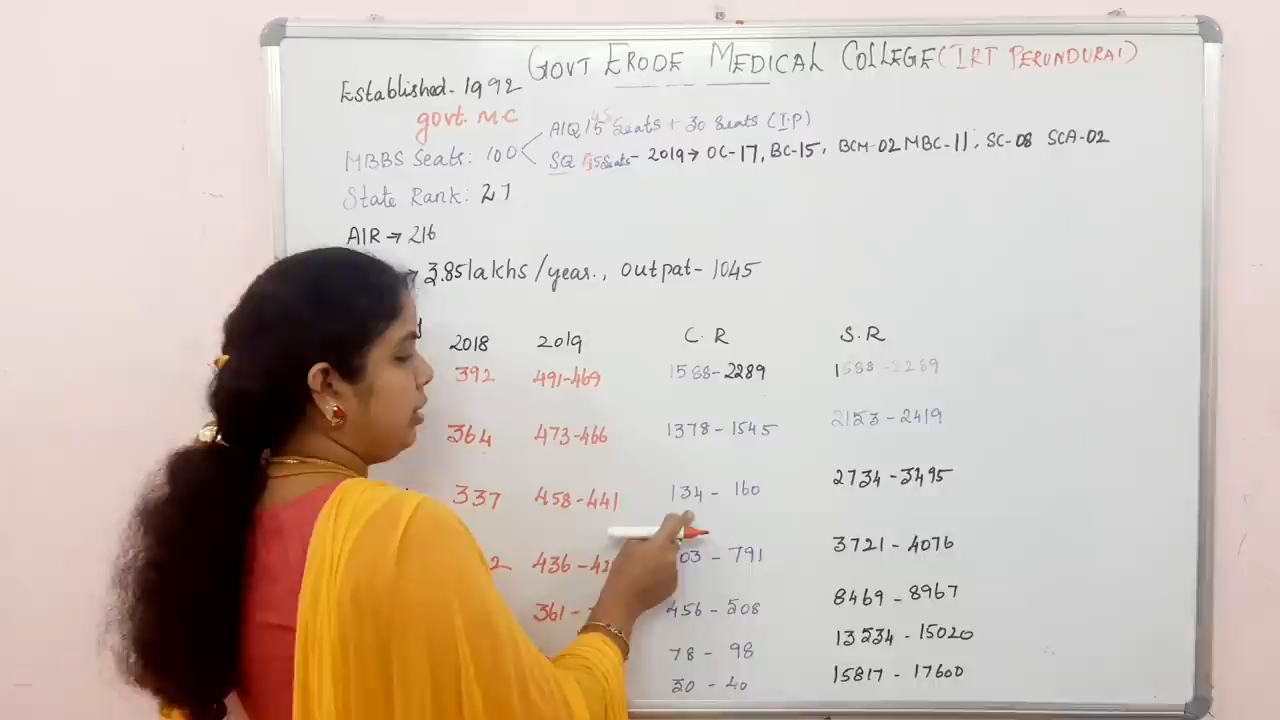 GOVT ERODE MEDICAL COLLEGE (IRT PERUNDURAI)
Established - 1992
govt. MC
AIQ 15 Seats + 30 Seats (I.P)
MBBS Seats: 100
SQ Seats - 2019 → OC-17, BC-15, BCM-02 MBC-11; SC-08 SCA-02
State Rank: 27
AIR → 216
→ 3.85 lakhs/year., Outpat - 1045
2018 2019 C.R S.R
392 491-469 1588-2289 1588-2289
364 473-466 1378-1545 2153-2419
337 458-441 134-160 2734-3495
436- 03-791 3721-4076
361- 456-508 8469-8967
78-98 13534-15020
30-40 15817-17600